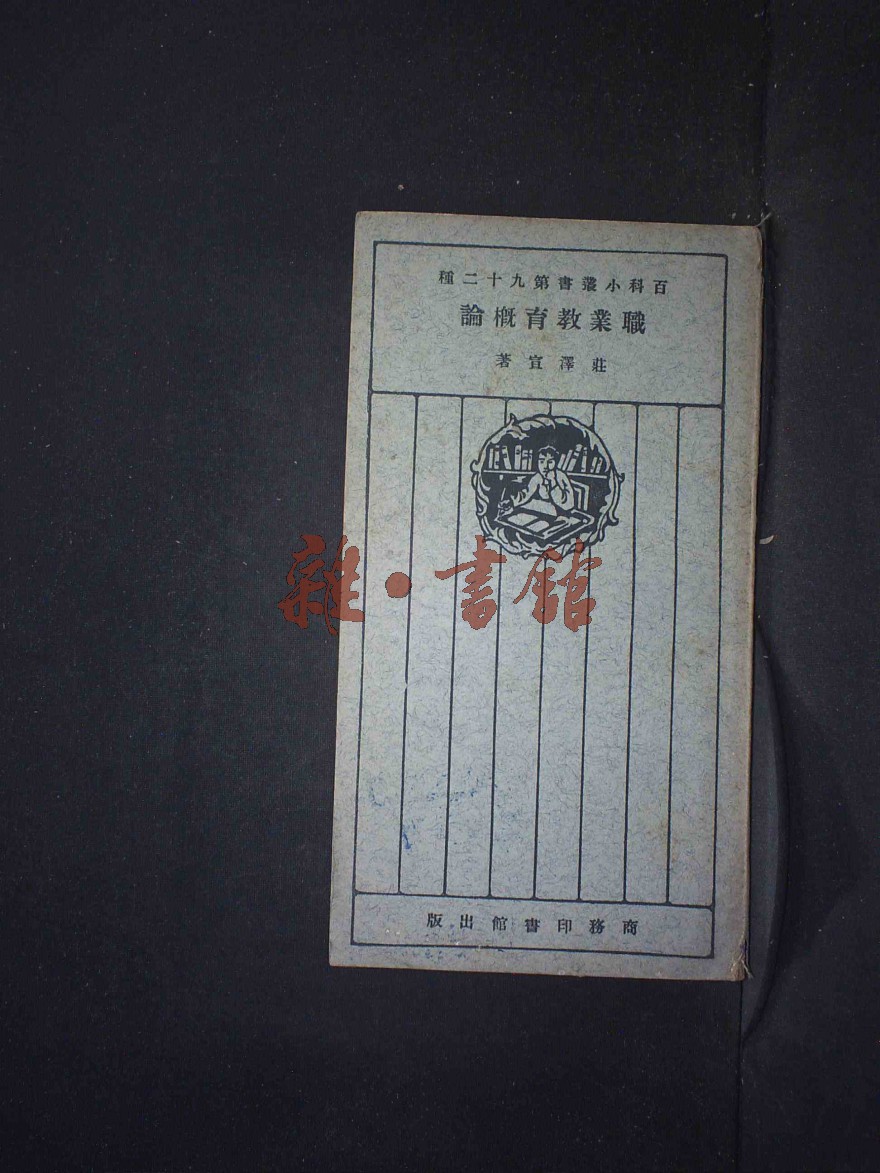 百科小叢書第九十二種
職業教育概論
莊澤宣著
雜·書館
商務印書館出版